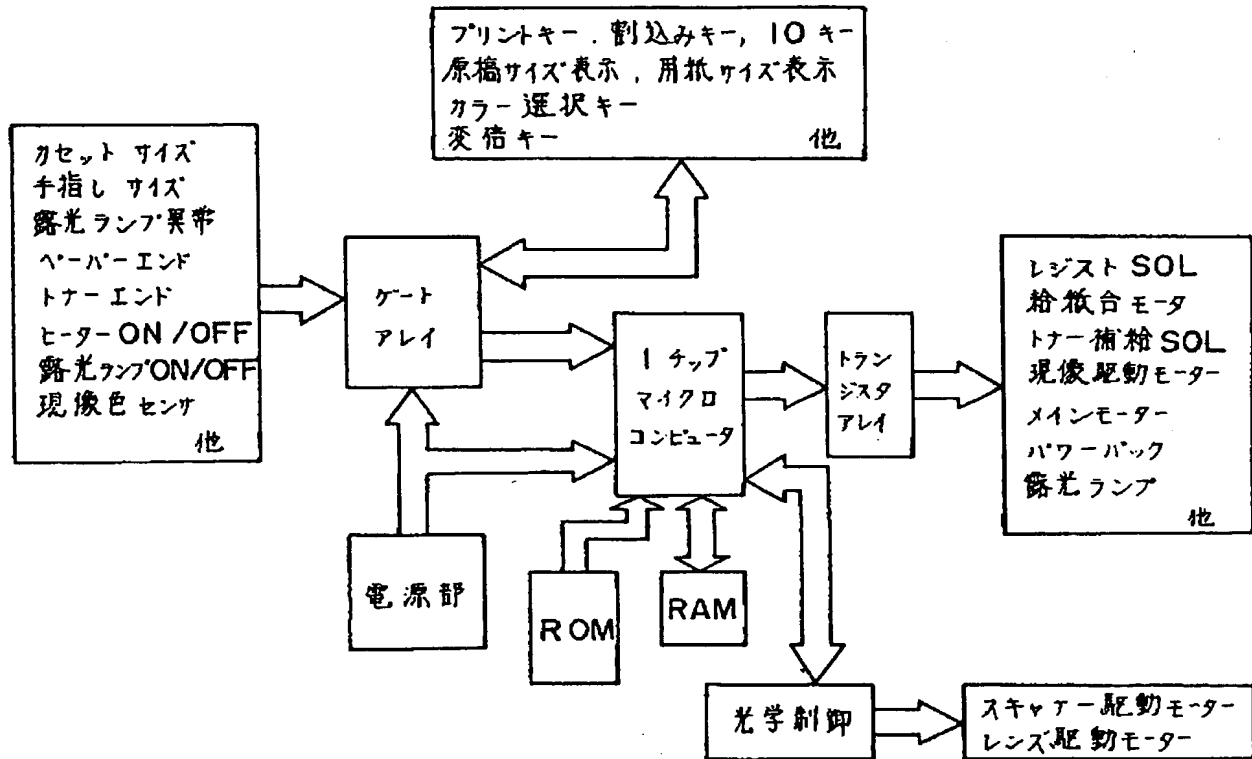 プリントキー，割込みキー，10キー
原稿サイズ表示，用紙サイズ表示
カラー選択キー
変倍キー 他
カセットサイズ
手指しサイズ
露光ランプ異常
ペーパーエンド
トナーエンド
ヒーターON/OFF
露光ランプON/OFF
現像色センサ
他
ゲート
アレイ
1チップ
マイクロ
コンピュータ
トラン
ジスタ
アレイ
レジストSOL
給紙台モータ
トナー補給SOL
現像駆動モーター
メインモーター
パワーパック
露光ランプ
他
電源部
ROM
RAM
光学制御
スキャナー駆動モーター
レンズ駆動モーター